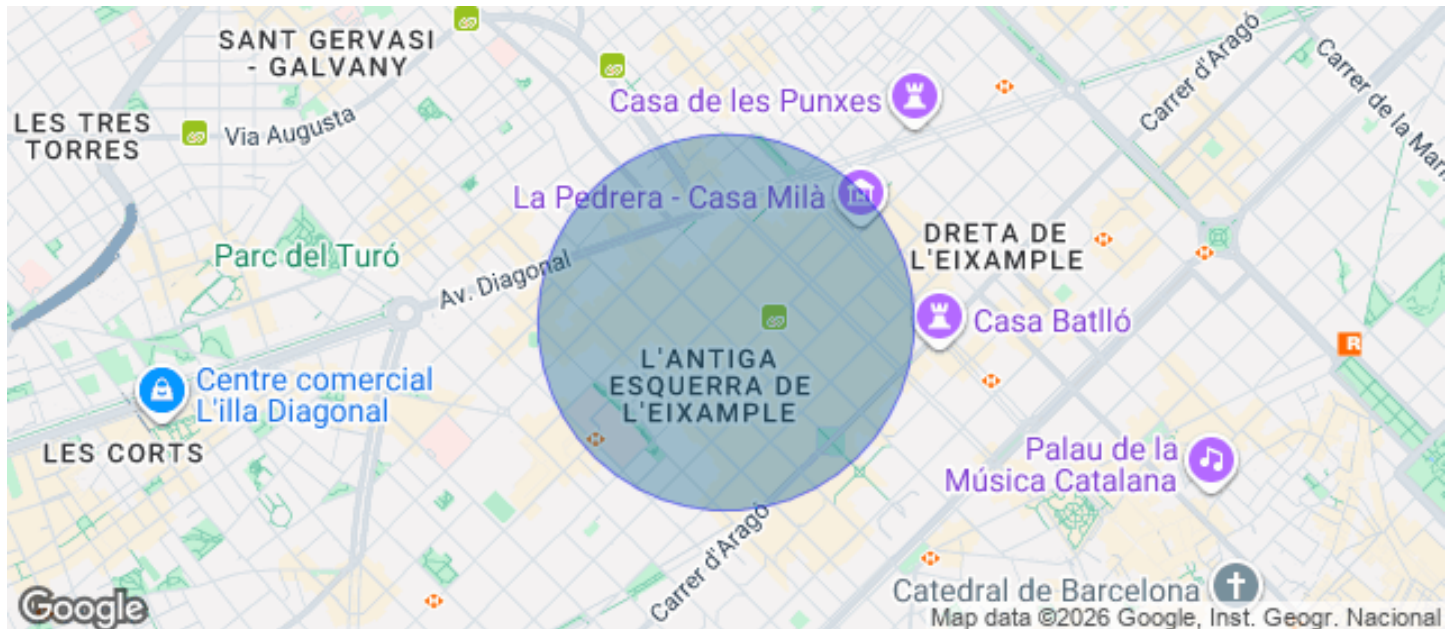 SANT GERVASI
- GALVANY
Casa de les Punxes
Carrer d'Aragó
Carrer de la Marin
LES TRES
TORRES
Via Augusta
La Pedrera - Casa Milà
DRETA DE
L'EIXAMPLE
Parc del Turó
Av. Diagonal
Casa Batlló
R
L'ANTIGA
ESQUERRA DE
L'EIXAMPLE
Centre comercial
L'illa Diagonal
LES CORTS
Palau de la
Música Catalana
Carrer d'Aragó
Catedral de Barcelona
Google
Map data ©2026 Google, Inst. Geogr. Nacional